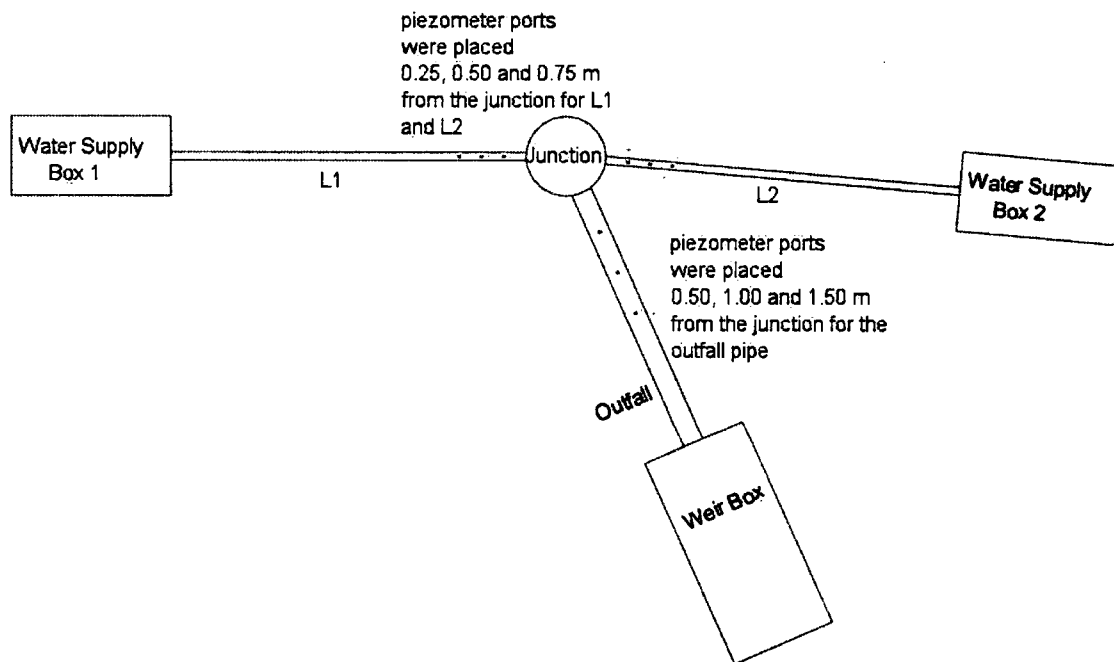 piezometer ports
were placed
0.25, 0.50 and 0.75 m
from the junction for L1
and L2
Water Supply
Box 1
L1
Junction
L2
Water Supply
Box 2
piezometer ports
were placed
0.50, 1.00 and 1.50 m
from the junction for the
outfall pipe
Outfall
Weir Box